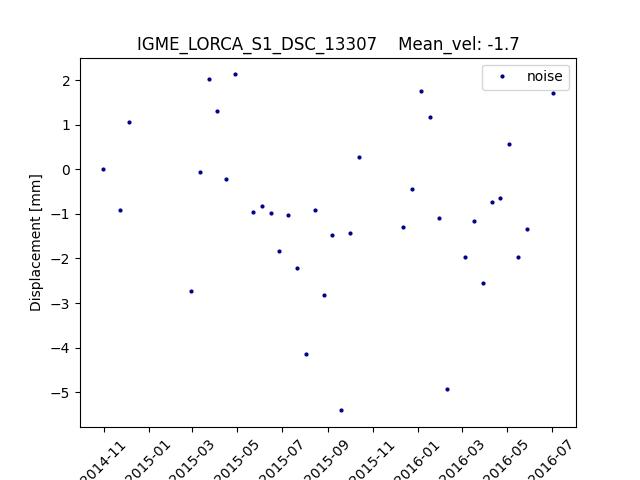 IGME_LORCA_S1_DSC_13307    Mean_vel: -1.7
noise
Displacement [mm]
2
1
0
−1
−2
−3
−4
−5
2014-11 2015-01 2015-03 2015-05 2015-07 2015-09 2015-11 2016-01 2016-03 2016-05 2016-07